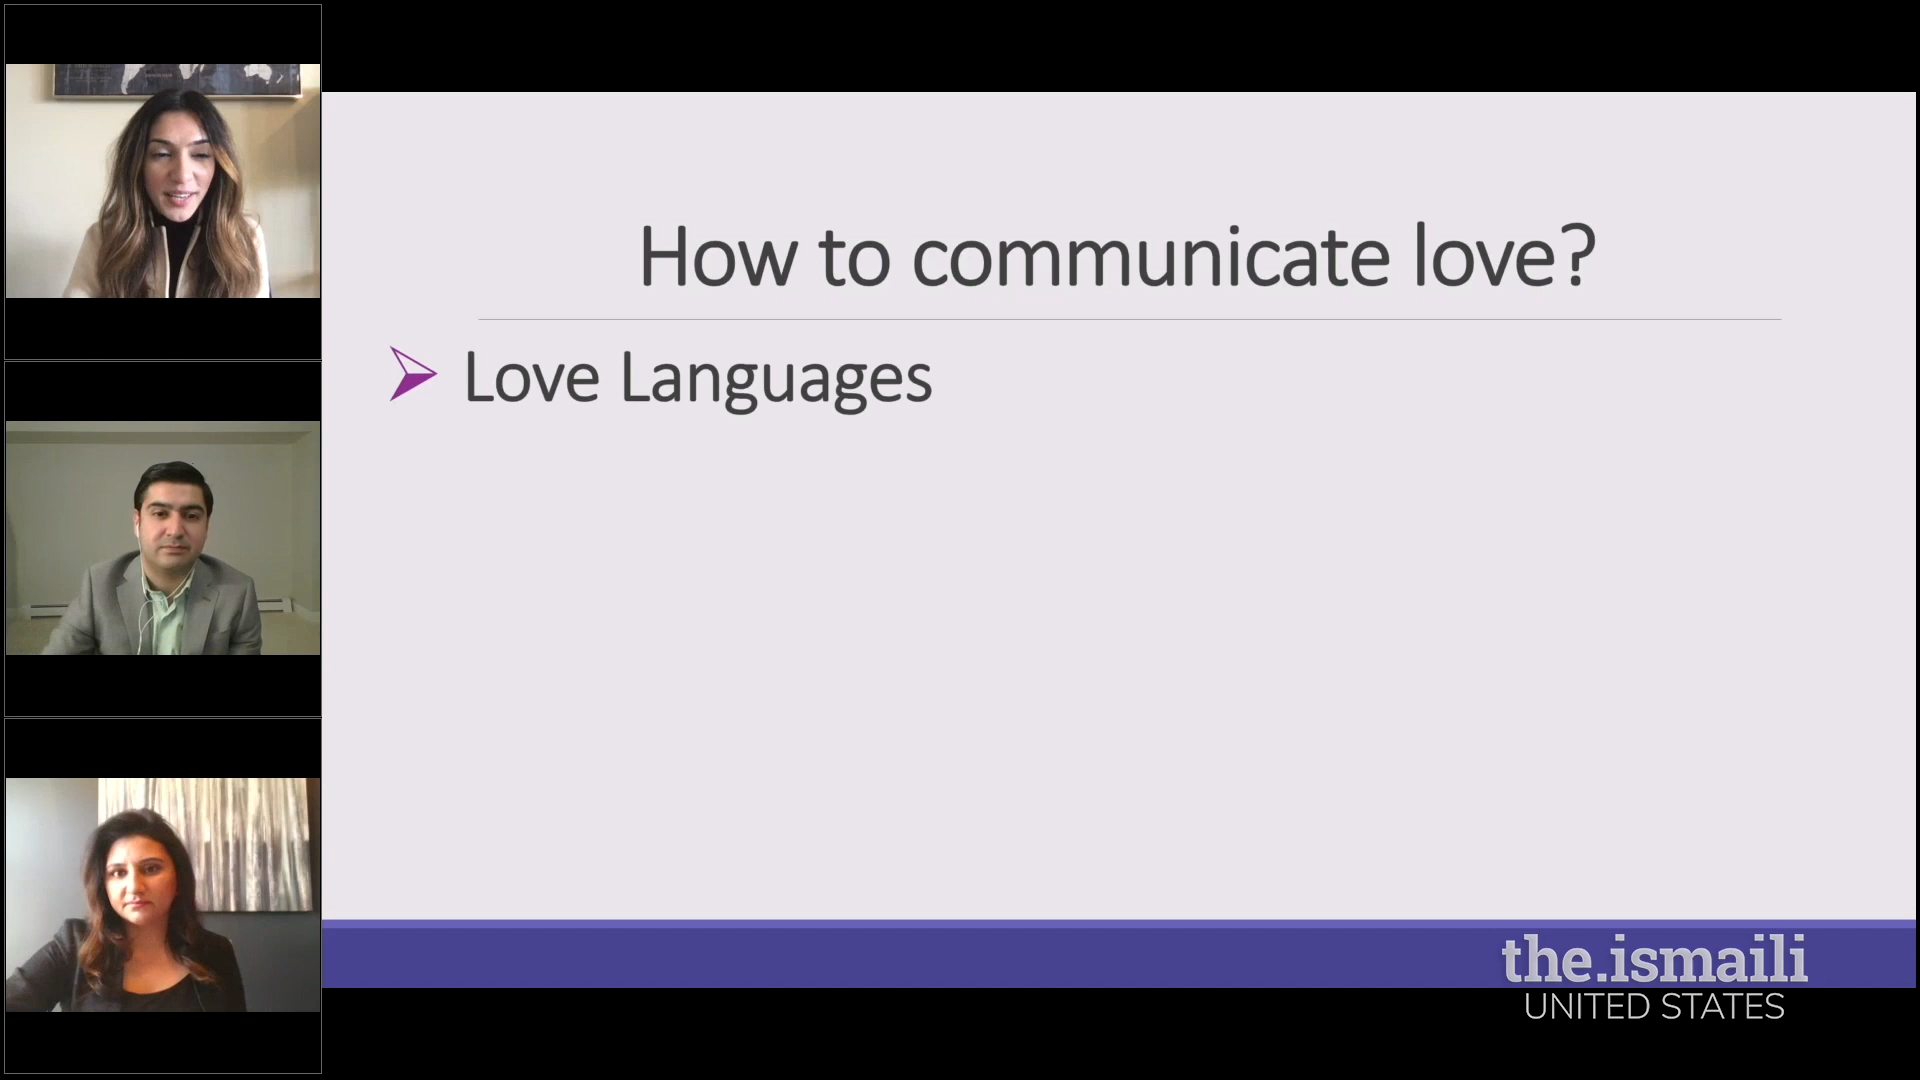 How to communicate love?
Love Languages
the.ismaili
UNITED STATES